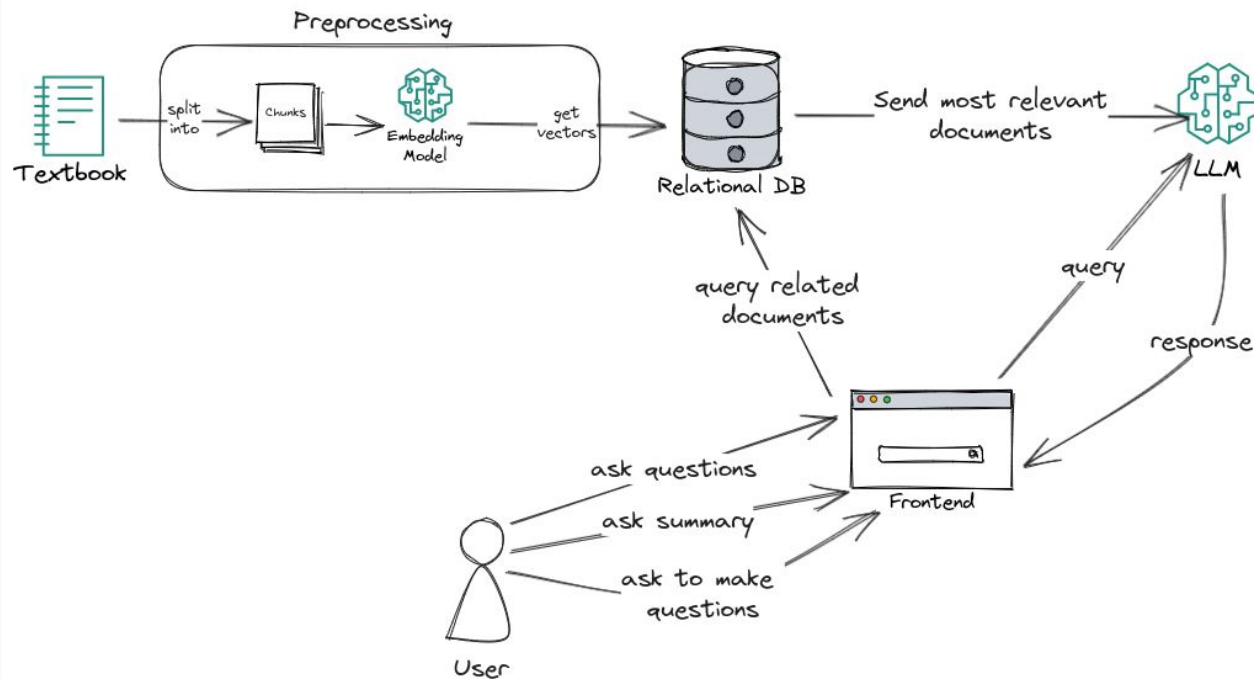 Preprocessing
Textbook
split
into
Chunks
Embedding
Model
get
vectors
Relational DB
Send most relevant
documents
LLM
query related
documents
query
response
Frontend
ask questions
ask summary
ask to make
questions
User